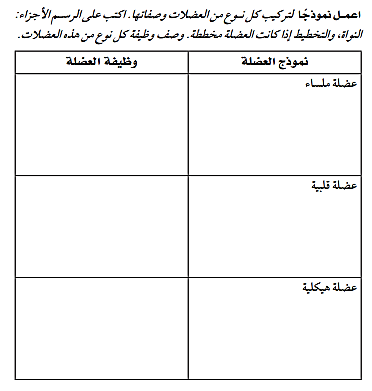 اعمل نموذجًا لتركيب كل نوع من العضلات وصفاتها. اكتب على الرسم الأجزاء:
النواة، والتخطيط إذا كانت العضلة مخططة. وصف وظيفة كل نوع من هذه العضلات.
نموذج العضلة
وظيفة العضلة
عضلة ملساء
عضلة قلبية
عضلة هيكلية